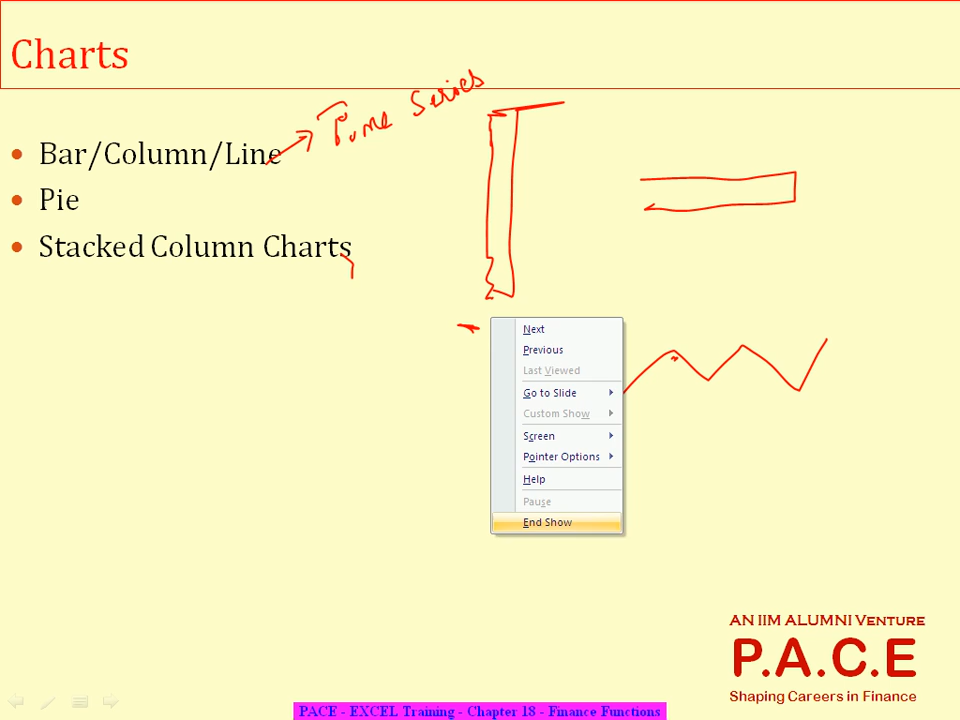 Charts
Time Series
• Bar/Column/Line
• Pie
• Stacked Column Charts
Next
Previous
Last Viewed
Go to Slide
Custom Show
Screen
Pointer Options
Help
Pause
End Show
AN IIM ALUMNI VENTURE
P.A.C.E
Shaping Careers in Finance
PACE - EXCEL Training - Chapter 18 - Finance Functions